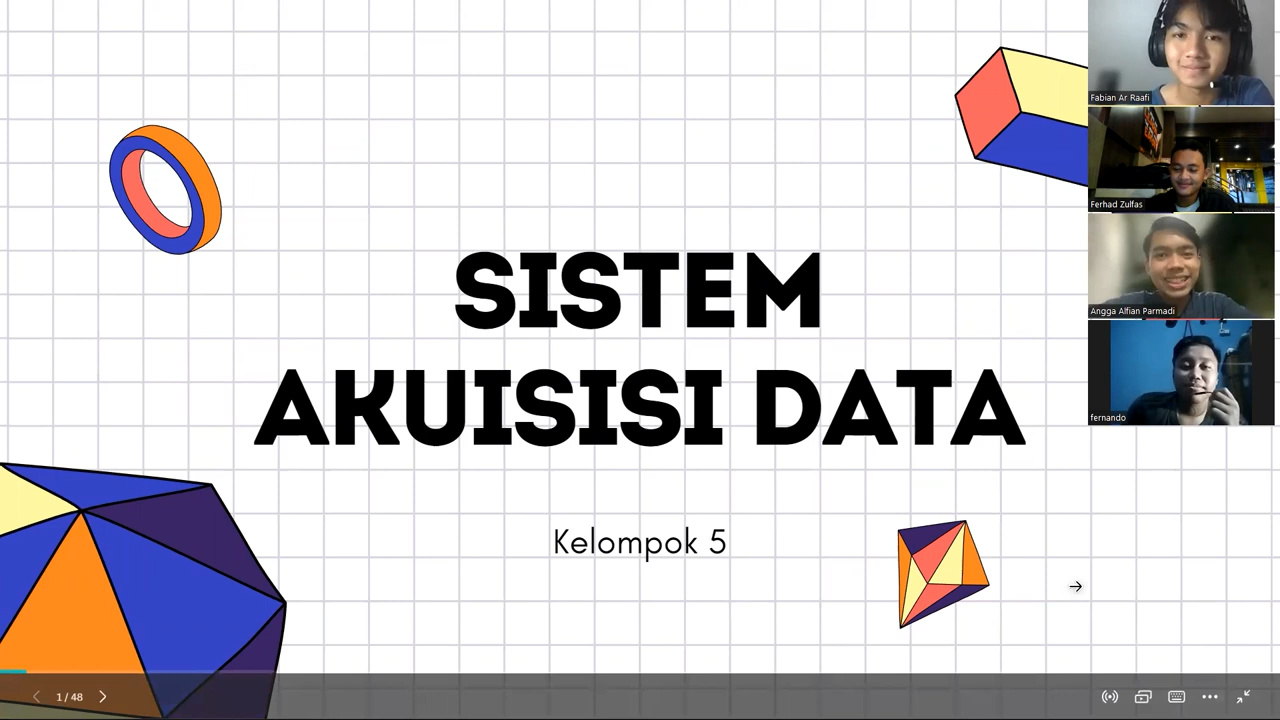 SISTEM
AKUISISI DATA
Kelompok 5
Fabian Ar Raafi
Ferhad Zulfas
Angga Alfian Parmadi
fernando
1 / 48